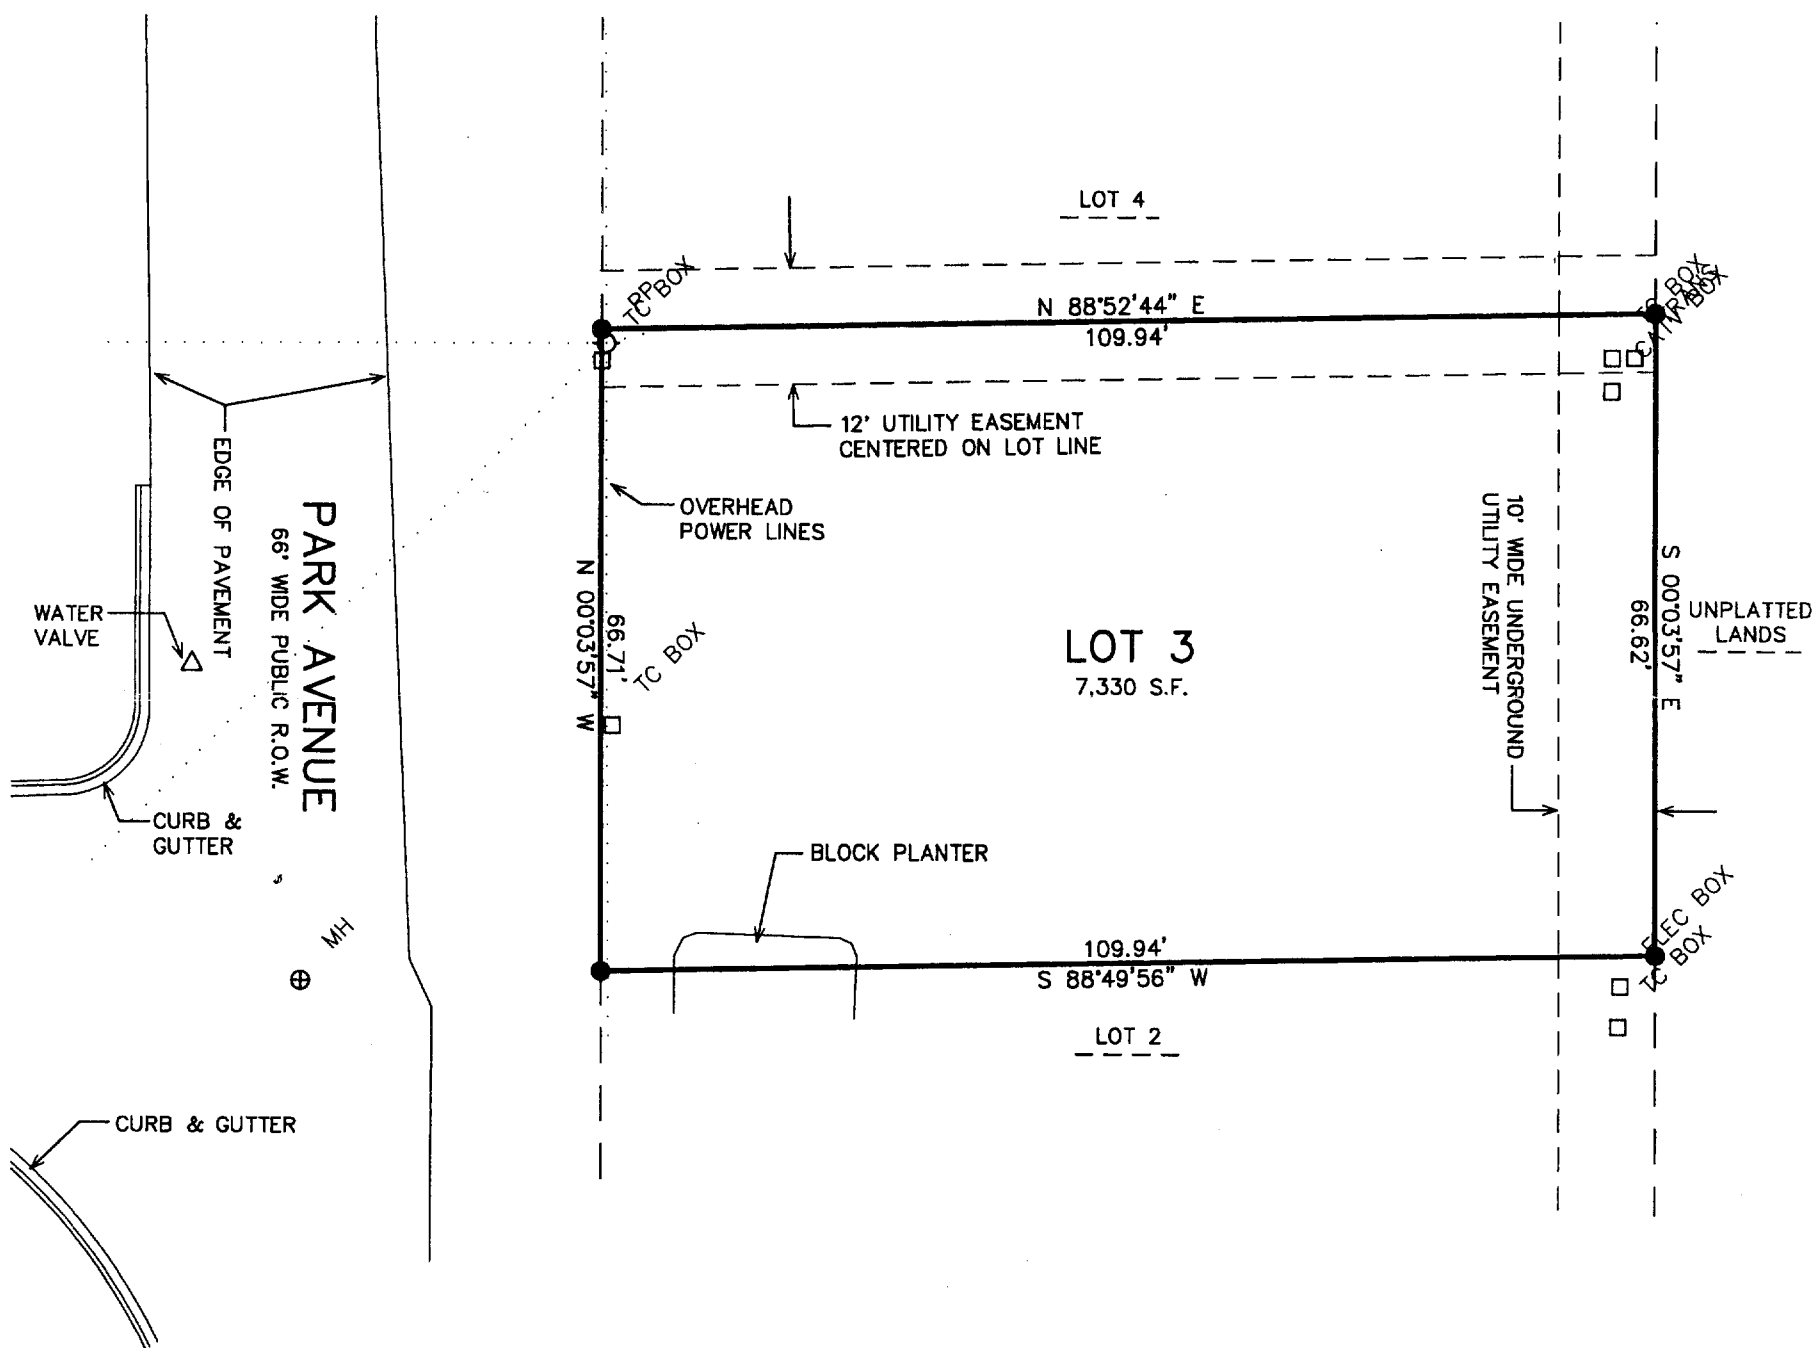 LOT 4
RP
TC BOX
TC BOX
TRANS
CATV BOX
N 88°52'44" E
109.94'
12' UTILITY EASEMENT
CENTERED ON LOT LINE
OVERHEAD
POWER LINES
EDGE OF PAVEMENT
PARK AVENUE
66' WIDE PUBLIC R.O.W.
WATER
VALVE
N 00°03'57" W
66.71'
TC BOX
LOT 3
7,330 S.F.
10' WIDE UNDERGROUND
UTILITY EASEMENT
S 00°03'57" E
66.62'
UNPLATTED
LANDS
CURB &
GUTTER
BLOCK PLANTER
MH
109.94'
S 88°49'56" W
ELEC BOX
TC BOX
LOT 2
CURB & GUTTER